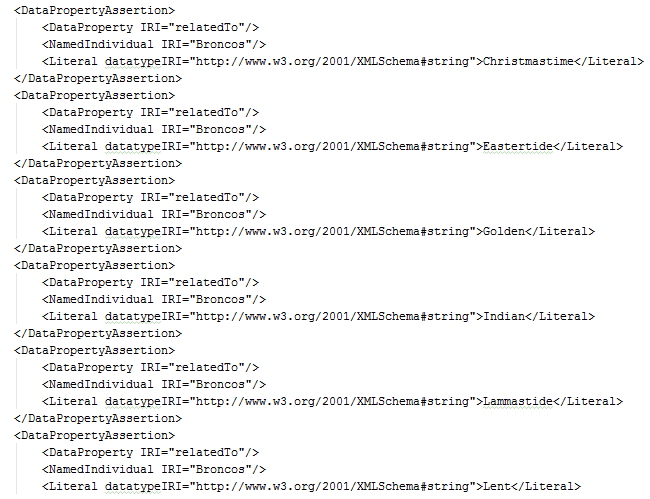 <DataPropertyAssertion>
<DataProperty IRI="relatedTo"/>
<NamedIndividual IRI="Broncos"/>
<Literal datatypeIRI="http://www.w3.org/2001/XMLSchema#string">Christmastime</Literal>
</DataPropertyAssertion>
<DataPropertyAssertion>
<DataProperty IRI="relatedTo"/>
<NamedIndividual IRI="Broncos"/>
<Literal datatypeIRI="http://www.w3.org/2001/XMLSchema#string">Eastertide</Literal>
</DataPropertyAssertion>
<DataPropertyAssertion>
<DataProperty IRI="relatedTo"/>
<NamedIndividual IRI="Broncos"/>
<Literal datatypeIRI="http://www.w3.org/2001/XMLSchema#string">Golden</Literal>
</DataPropertyAssertion>
<DataPropertyAssertion>
<DataProperty IRI="relatedTo"/>
<NamedIndividual IRI="Broncos"/>
<Literal datatypeIRI="http://www.w3.org/2001/XMLSchema#string">Indian</Literal>
</DataPropertyAssertion>
<DataPropertyAssertion>
<DataProperty IRI="relatedTo"/>
<NamedIndividual IRI="Broncos"/>
<Literal datatypeIRI="http://www.w3.org/2001/XMLSchema#string">Lammastide</Literal>
</DataPropertyAssertion>
<DataPropertyAssertion>
<DataProperty IRI="relatedTo"/>
<NamedIndividual IRI="Broncos"/>
<Literal datatypeIRI="http://www.w3.org/2001/XMLSchema#string">Lent</Literal>